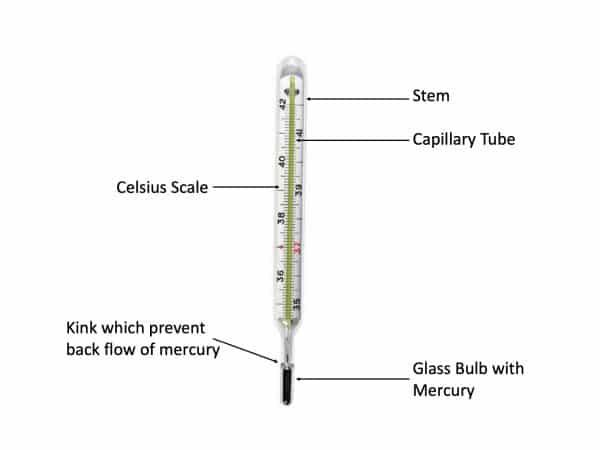 Stem
42
Capillary Tube
41
40
Celsius Scale
39
38
37
Kink which prevent
back flow of mercury
36
35
Glass Bulb with
Mercury